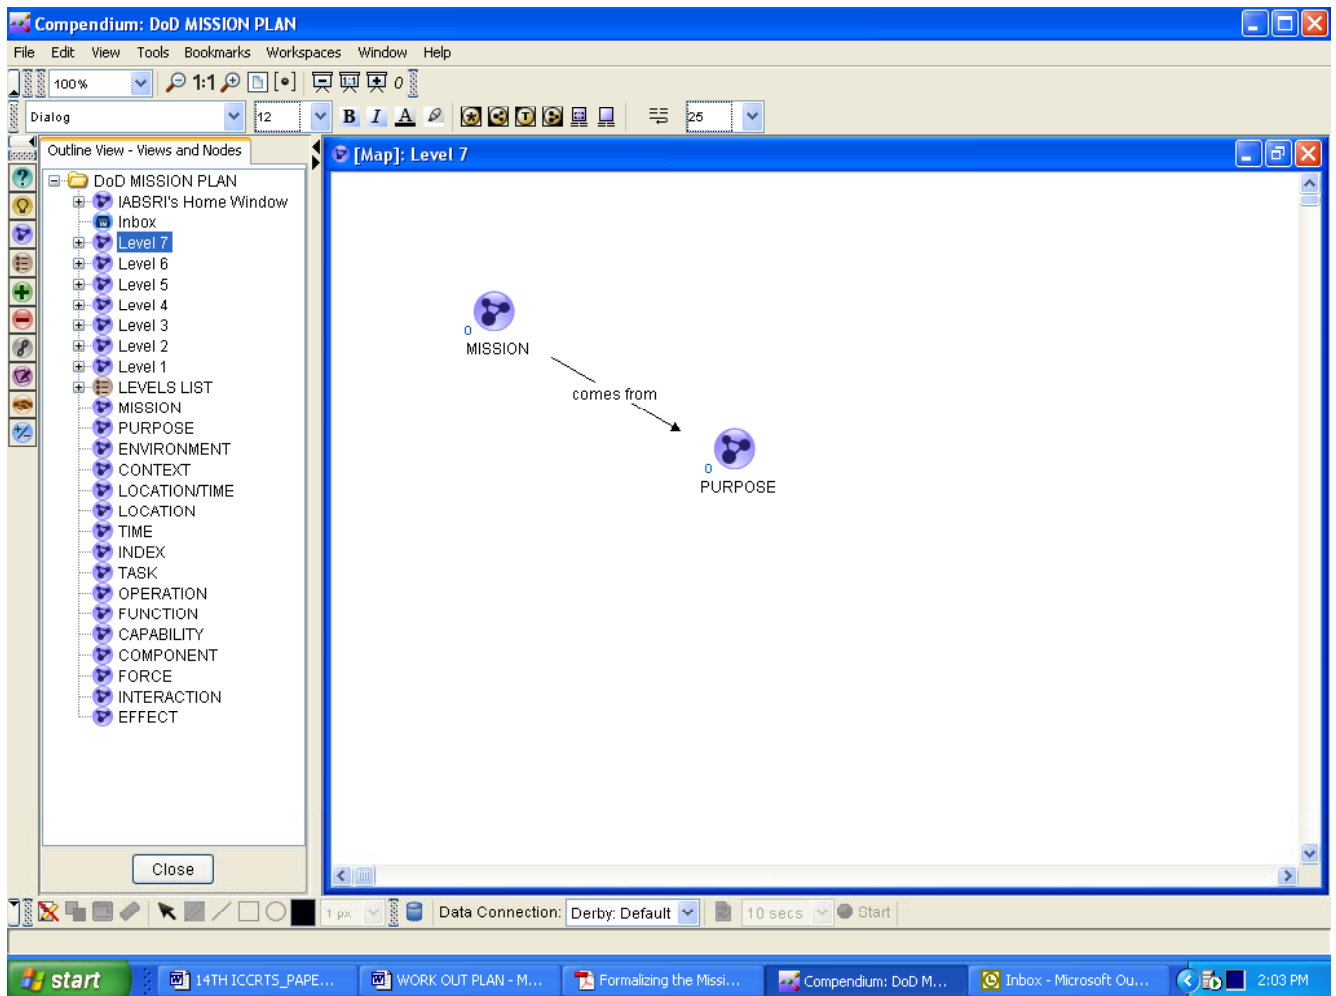 Compendium: DoD MISSION PLAN
File Edit View Tools Bookmarks Workspaces Window Help
100% 1:1
Dialog 12 B I A 25
Outline View - Views and Nodes
[Map]: Level 7
DoD MISSION PLAN
IABSRI's Home Window
Inbox
Level 7
Level 6
Level 5
Level 4
Level 3
Level 2
Level 1
LEVELS LIST
MISSION
PURPOSE
ENVIRONMENT
CONTEXT
LOCATION/TIME
LOCATION
TIME
INDEX
TASK
OPERATION
FUNCTION
CAPABILITY
COMPONENT
FORCE
INTERACTION
EFFECT
Close
0
MISSION
comes from
0
PURPOSE
1 px Data Connection: Derby: Default 10 secs Start
start 14TH ICCRTS_PAPE... WORK OUT PLAN - M... Formalizing the Missi... Compendium: DoD M... Inbox - Microsoft Ou... 2:03 PM